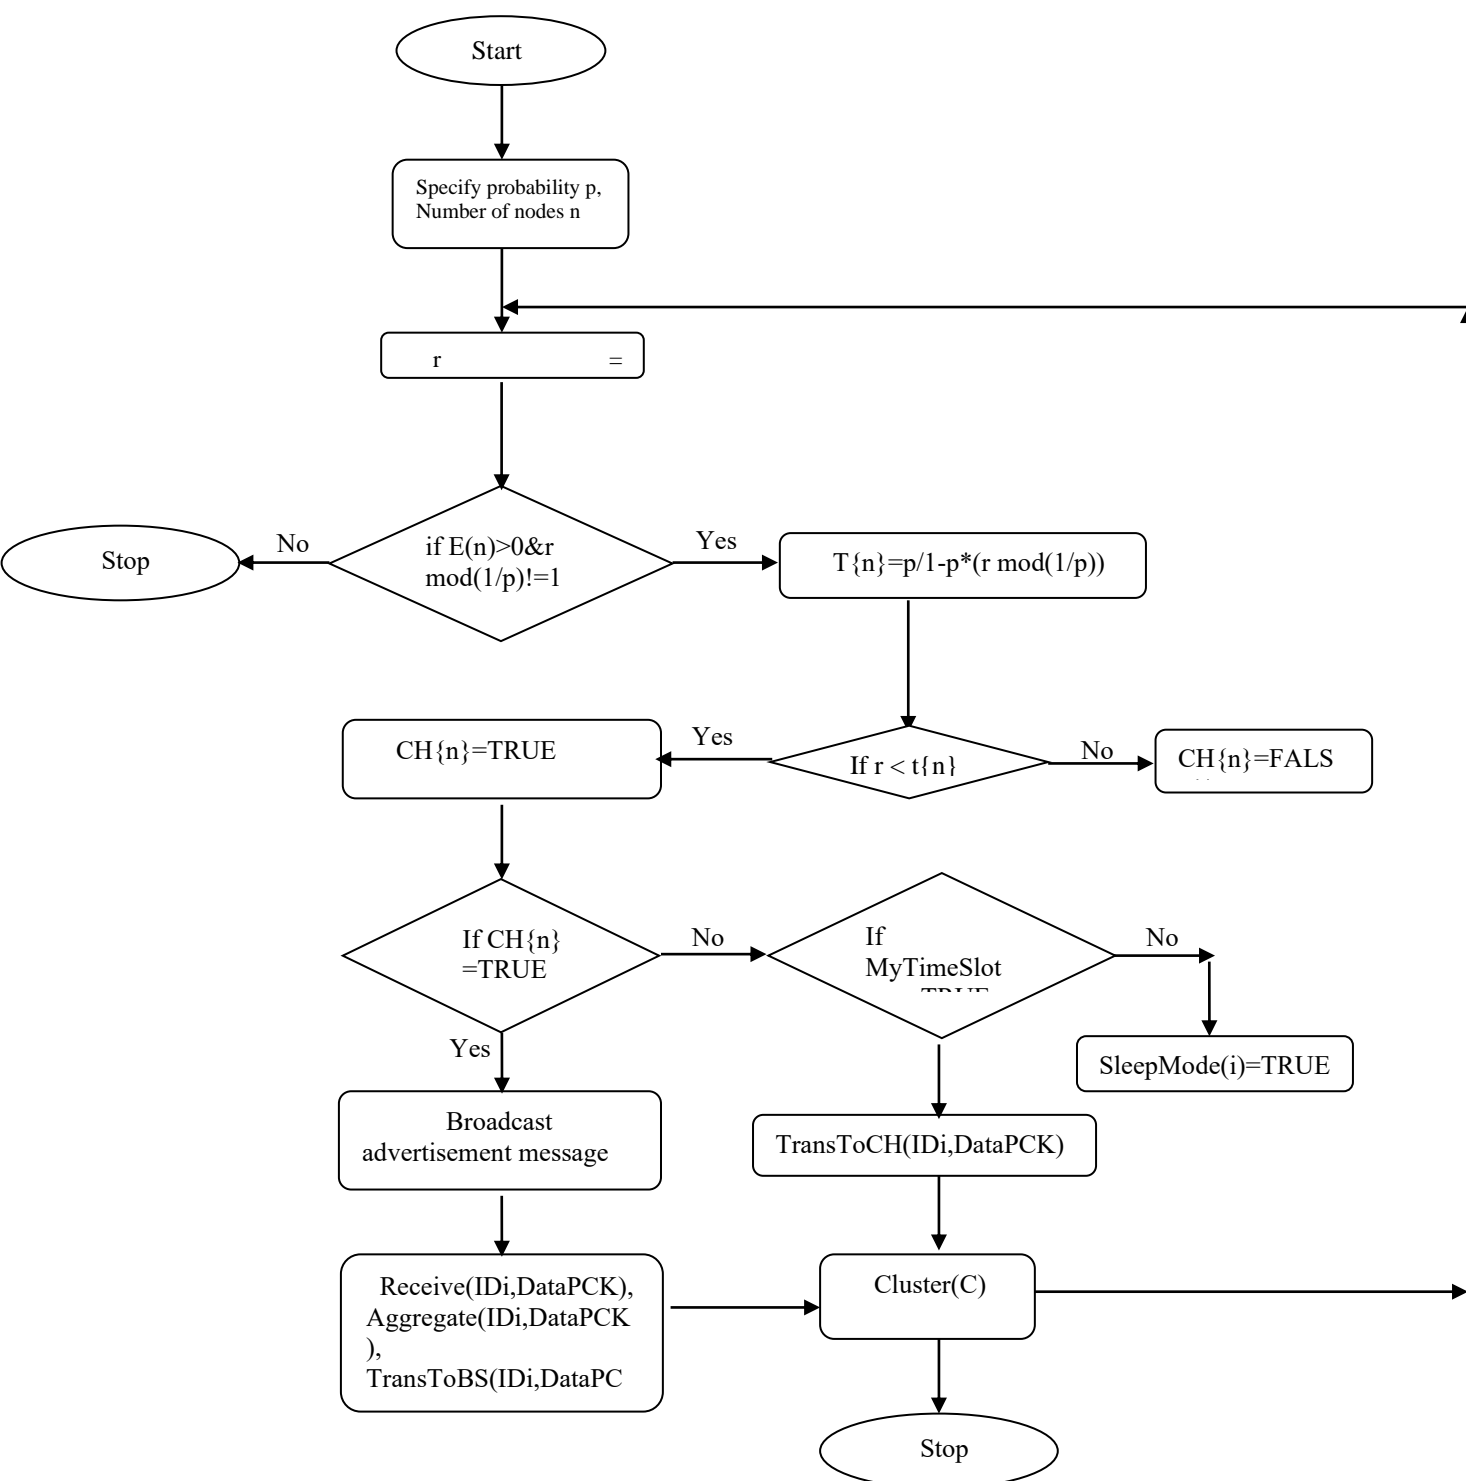 Start
Specify probability p,
Number of nodes n
r =
if E(n)>0&r
mod(1/p)!=1
No
Stop
Yes
T{n}=p/1-p*(r mod(1/p))
If r < t{n}
Yes
CH{n}=TRUE
No
CH{n}=FALS
If CH{n}
=TRUE
No
If
MyTimeSlot
TRUE
No
SleepMode(i)=TRUE
Yes
Broadcast
advertisement message
TransToCH(IDi,DataPCK)
Receive(IDi,DataPCK),
Aggregate(IDi,DataPCK
),
TransToBS(IDi,DataPC
Cluster(C)
Stop